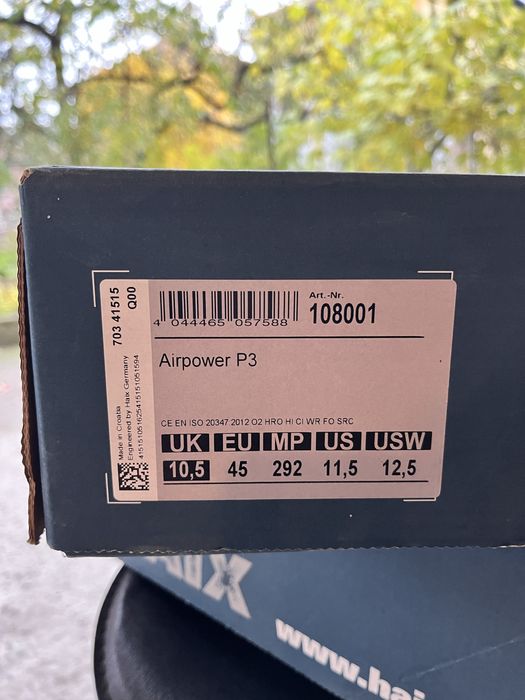 703 41515
Q00
Made in Croatia
Engineered by Haix Germany
4 044465 057588
Art.-Nr.
108001
Airpower P3
CE EN ISO 20347:2012 O2 HRO HI CI WR FO SRC
UK EU MP US USW
10,5 45 292 11,5 12,5
www.hai